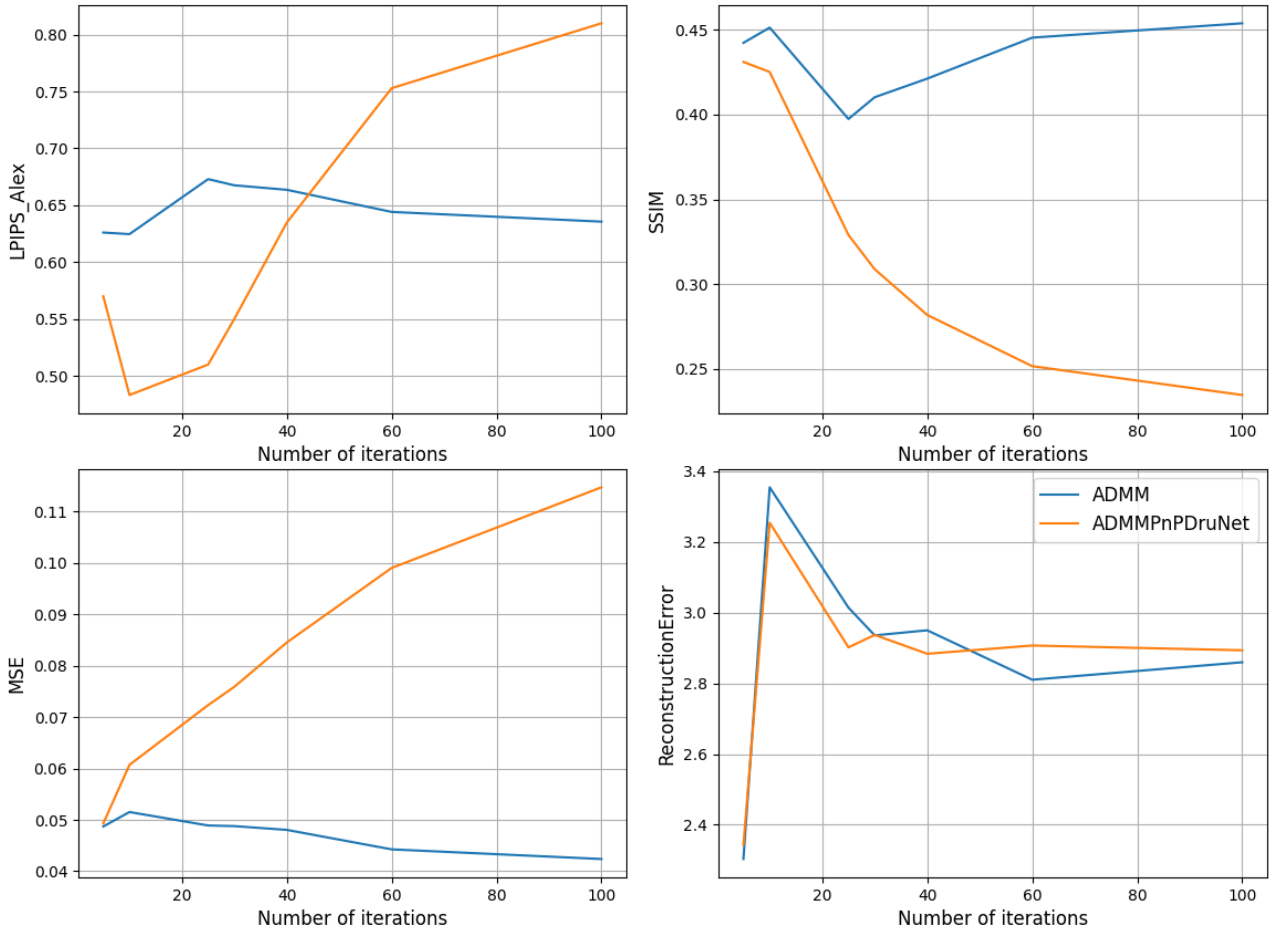 0.80
0.75
0.70
0.65
0.60
0.55
0.50
LPIPS_Alex
20 40 60 80 100
Number of iterations
0.45
0.40
0.35
0.30
0.25
SSIM
20 40 60 80 100
Number of iterations
0.11
0.10
0.09
0.08
0.07
0.06
0.05
0.04
MSE
20 40 60 80 100
Number of iterations
3.4
3.2
3.0
2.8
2.6
2.4
ReconstructionError
ADMM
ADMMPnPDruNet
20 40 60 80 100
Number of iterations